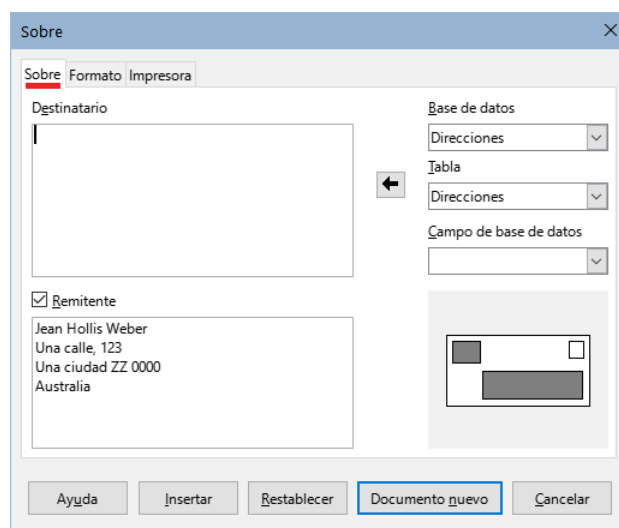 Sobre
Sobre Formato Impresora
Destinatario
Base de datos
Direcciones
Tabla
Direcciones
Campo de base de datos
Remitente
Jean Hollis Weber
Una calle, 123
Una ciudad ZZ 0000
Australia
Ayuda Insertar Restablecer Documento nuevo Cancelar